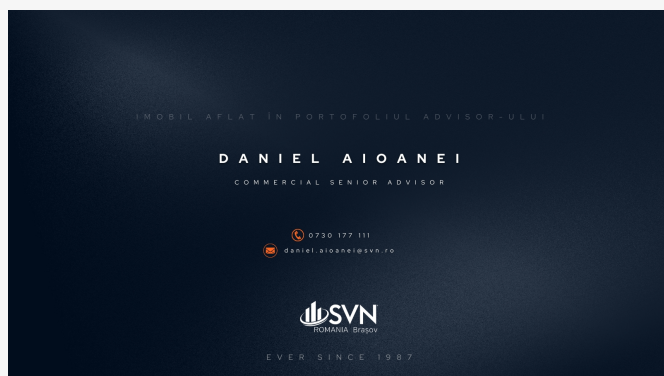 IMOBIL AFLAT ÎN PORTOFOLIUL ADVISOR-ULUI
DANIEL AIOANEI
COMMERCIAL SENIOR ADVISOR
0730 177 111
daniel.aioanei@svn.ro
SVN
ROMANIA Brașov
EVER SINCE 1987